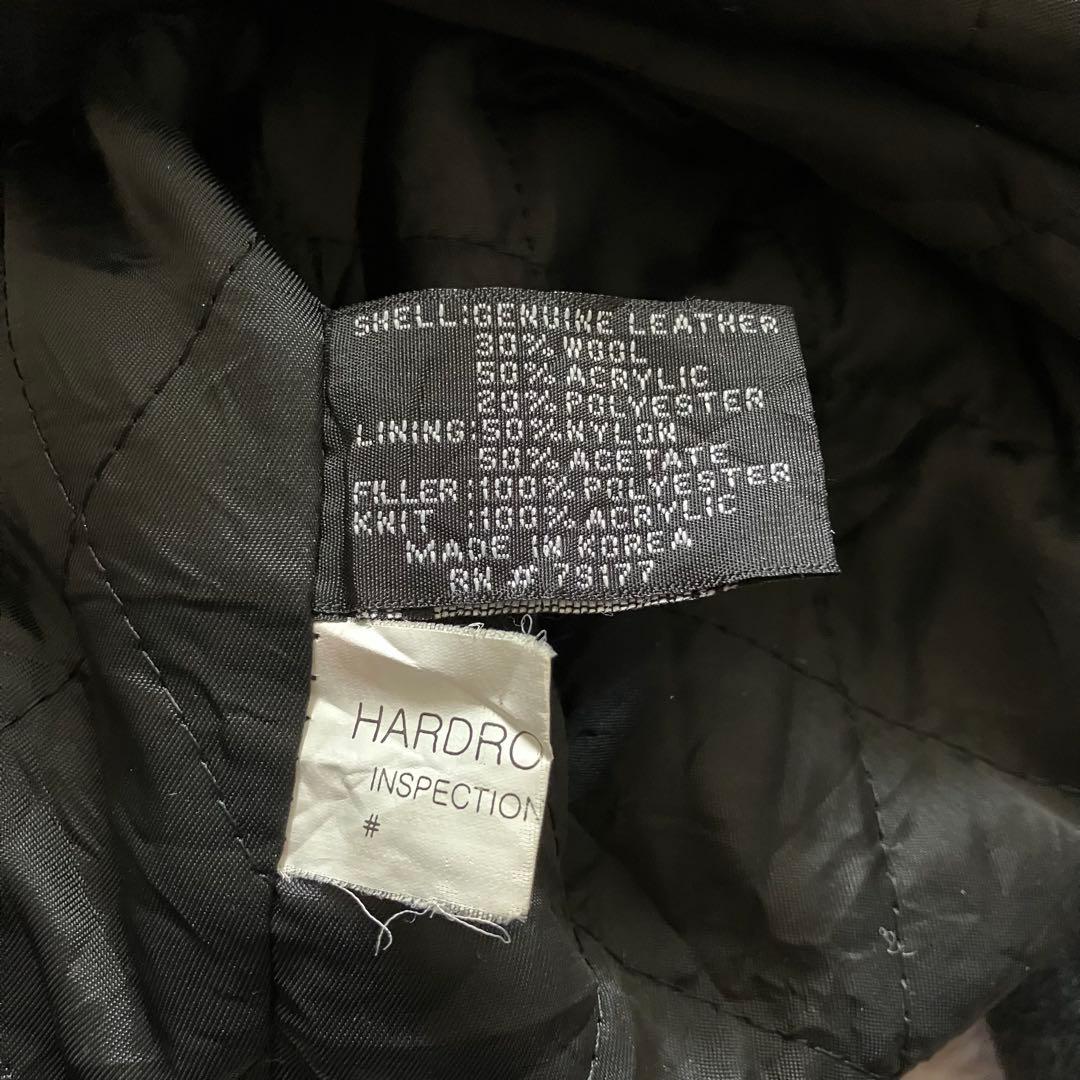 SHELL:GENUINE LEATHER
30% WOOL
50% ACRYLIC
20% POLYESTER
LINING:50% NYLON
50% ACETATE
FILLER:100% POLYESTER
KNIT :100% ACRYLIC
MADE IN KOREA
RN # 75177
HARDRO
INSPECTION
#